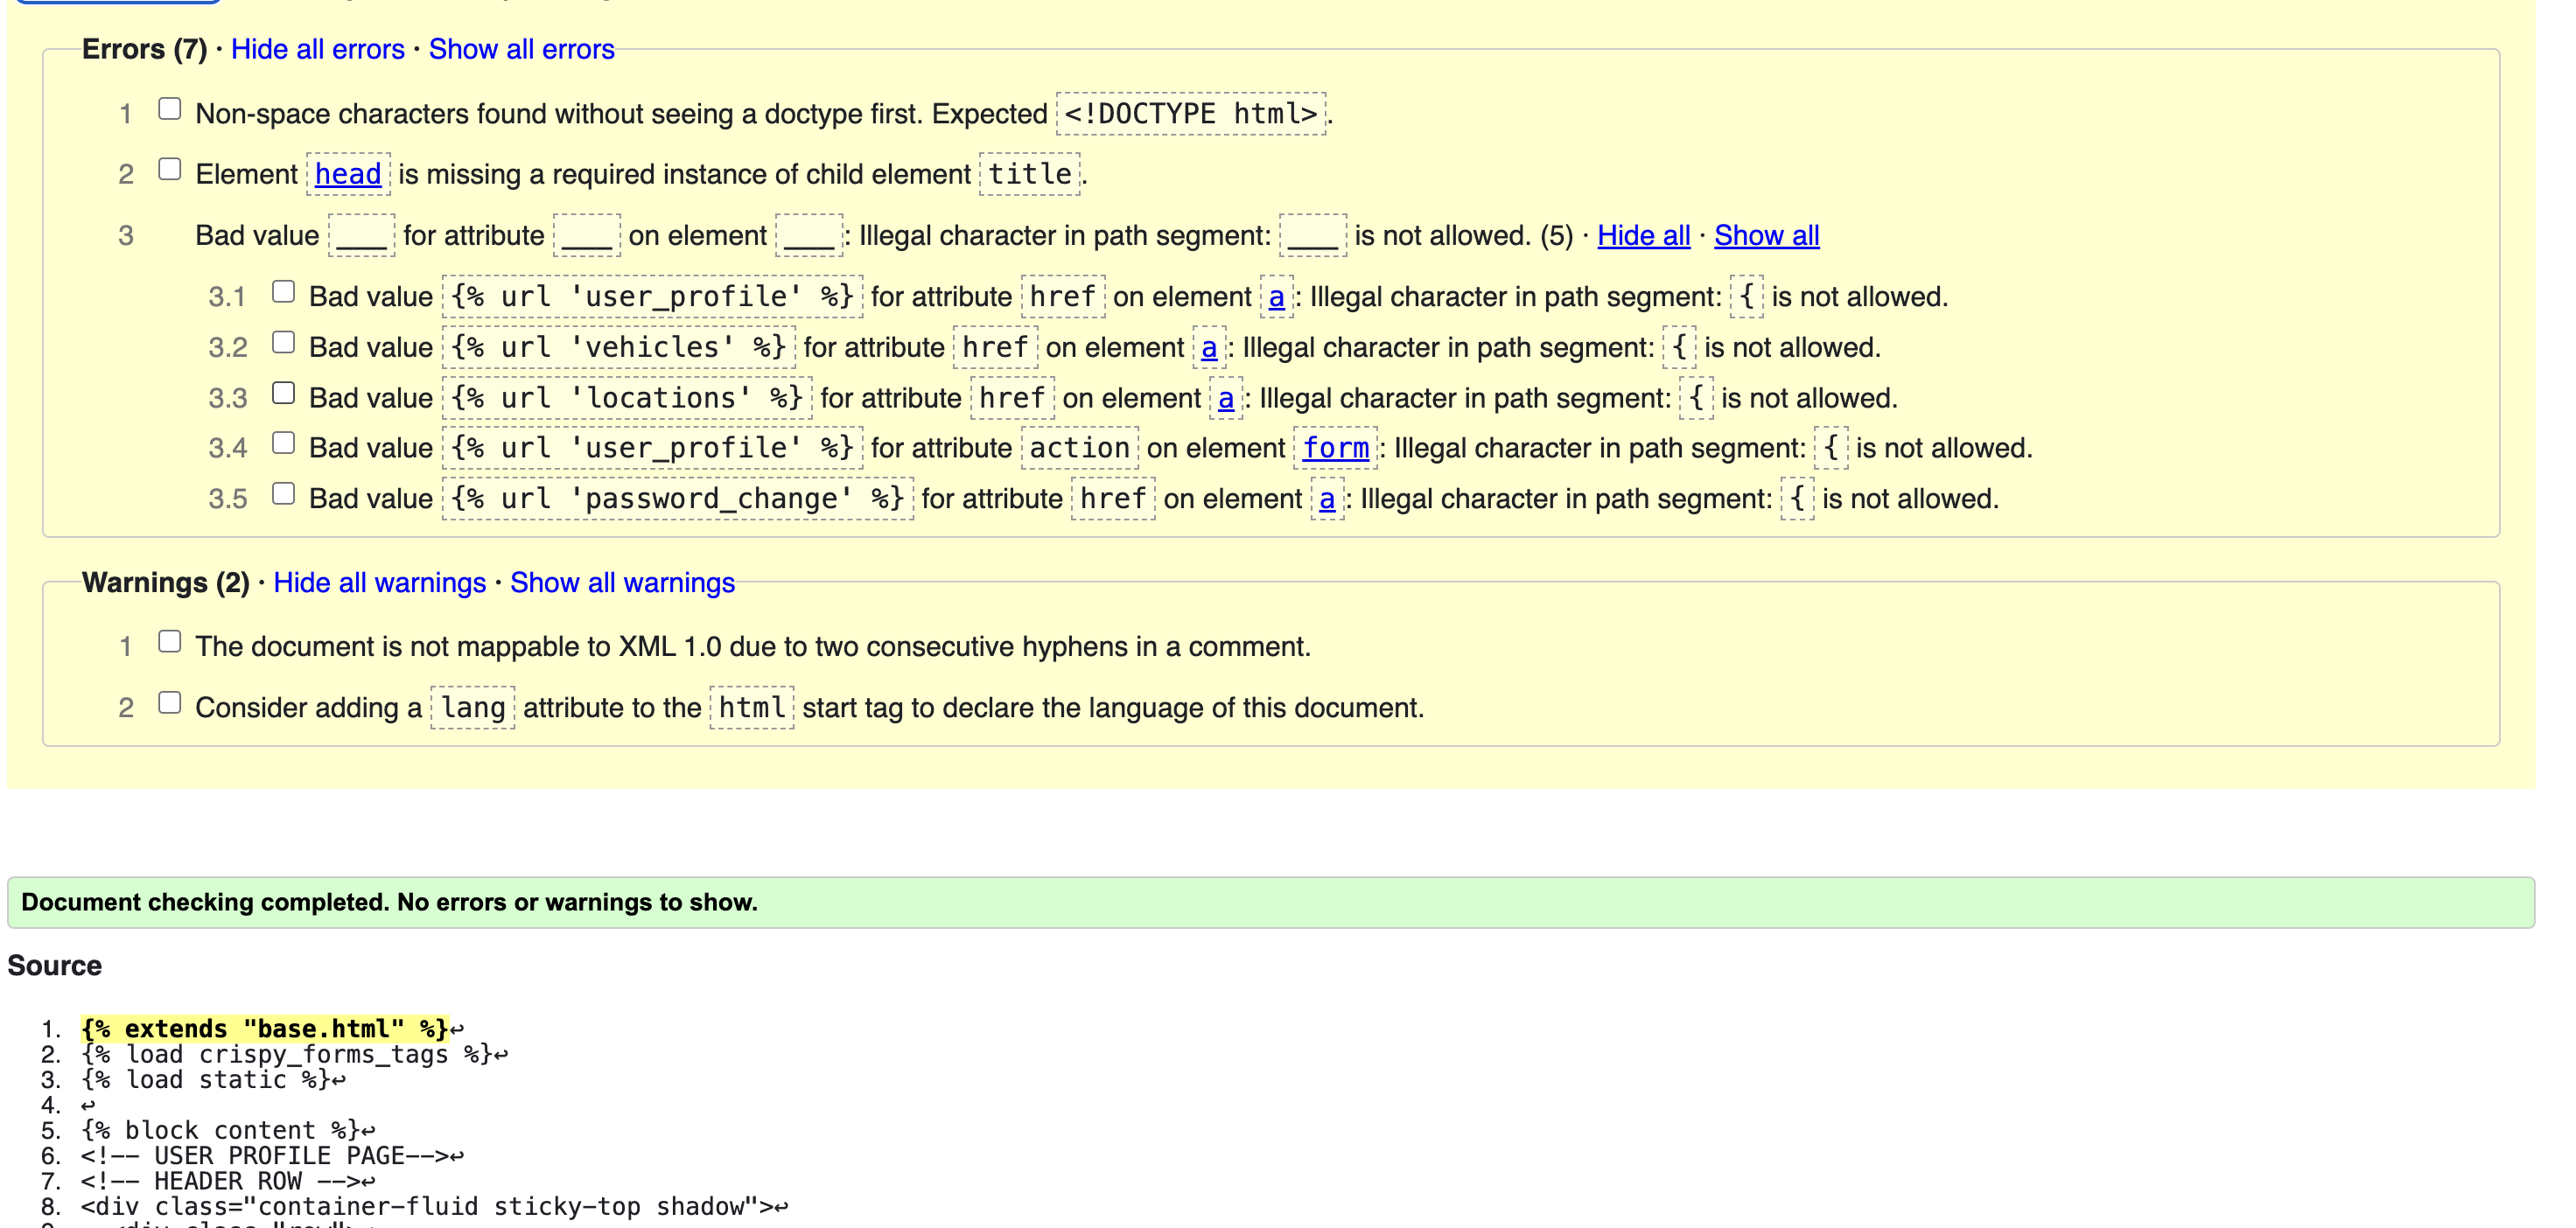 Errors (7) · Hide all errors · Show all errors
1 Non-space characters found without seeing a doctype first. Expected <!DOCTYPE html>.
2 Element head is missing a required instance of child element title.
3 Bad value ___ for attribute ___ on element ___: Illegal character in path segment: ___ is not allowed. (5) · Hide all · Show all
3.1 Bad value {% url 'user_profile' %} for attribute href on element a: Illegal character in path segment: { is not allowed.
3.2 Bad value {% url 'vehicles' %} for attribute href on element a: Illegal character in path segment: { is not allowed.
3.3 Bad value {% url 'locations' %} for attribute href on element a: Illegal character in path segment: { is not allowed.
3.4 Bad value {% url 'user_profile' %} for attribute action on element form: Illegal character in path segment: { is not allowed.
3.5 Bad value {% url 'password_change' %} for attribute href on element a: Illegal character in path segment: { is not allowed.
Warnings (2) · Hide all warnings · Show all warnings
1 The document is not mappable to XML 1.0 due to two consecutive hyphens in a comment.
2 Consider adding a lang attribute to the html start tag to declare the language of this document.
Document checking completed. No errors or warnings to show.
Source
1. {% extends "base.html" %}↩
2. {% load crispy_forms_tags %}↩
3. {% load static %}↩
4. ↩
5. {% block content %}↩
6. <!-- USER PROFILE PAGE-->↩
7. <!-- HEADER ROW -->↩
8. <div class="container-fluid sticky-top shadow">↩